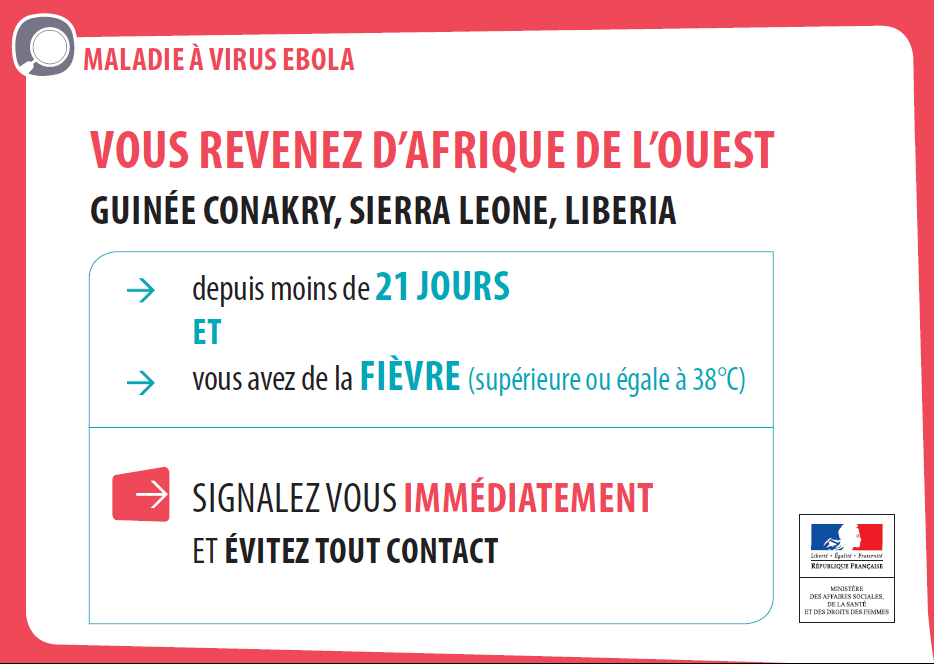 MALADIE À VIRUS EBOLA
VOUS REVENEZ D’AFRIQUE DE L’OUEST
GUINÉE CONAKRY, SIERRA LEONE, LIBERIA
depuis moins de 21 JOURS
ET
vous avez de la FIÈVRE (supérieure ou égale à 38°C)
SIGNALEZ VOUS IMMÉDIATEMENT
ET ÉVITEZ TOUT CONTACT
Liberté • Égalité • Fraternité
RÉPUBLIQUE FRANÇAISE
MINISTÈRE
DES AFFAIRES SOCIALES,
DE LA SANTÉ
ET DES DROITS DES FEMMES